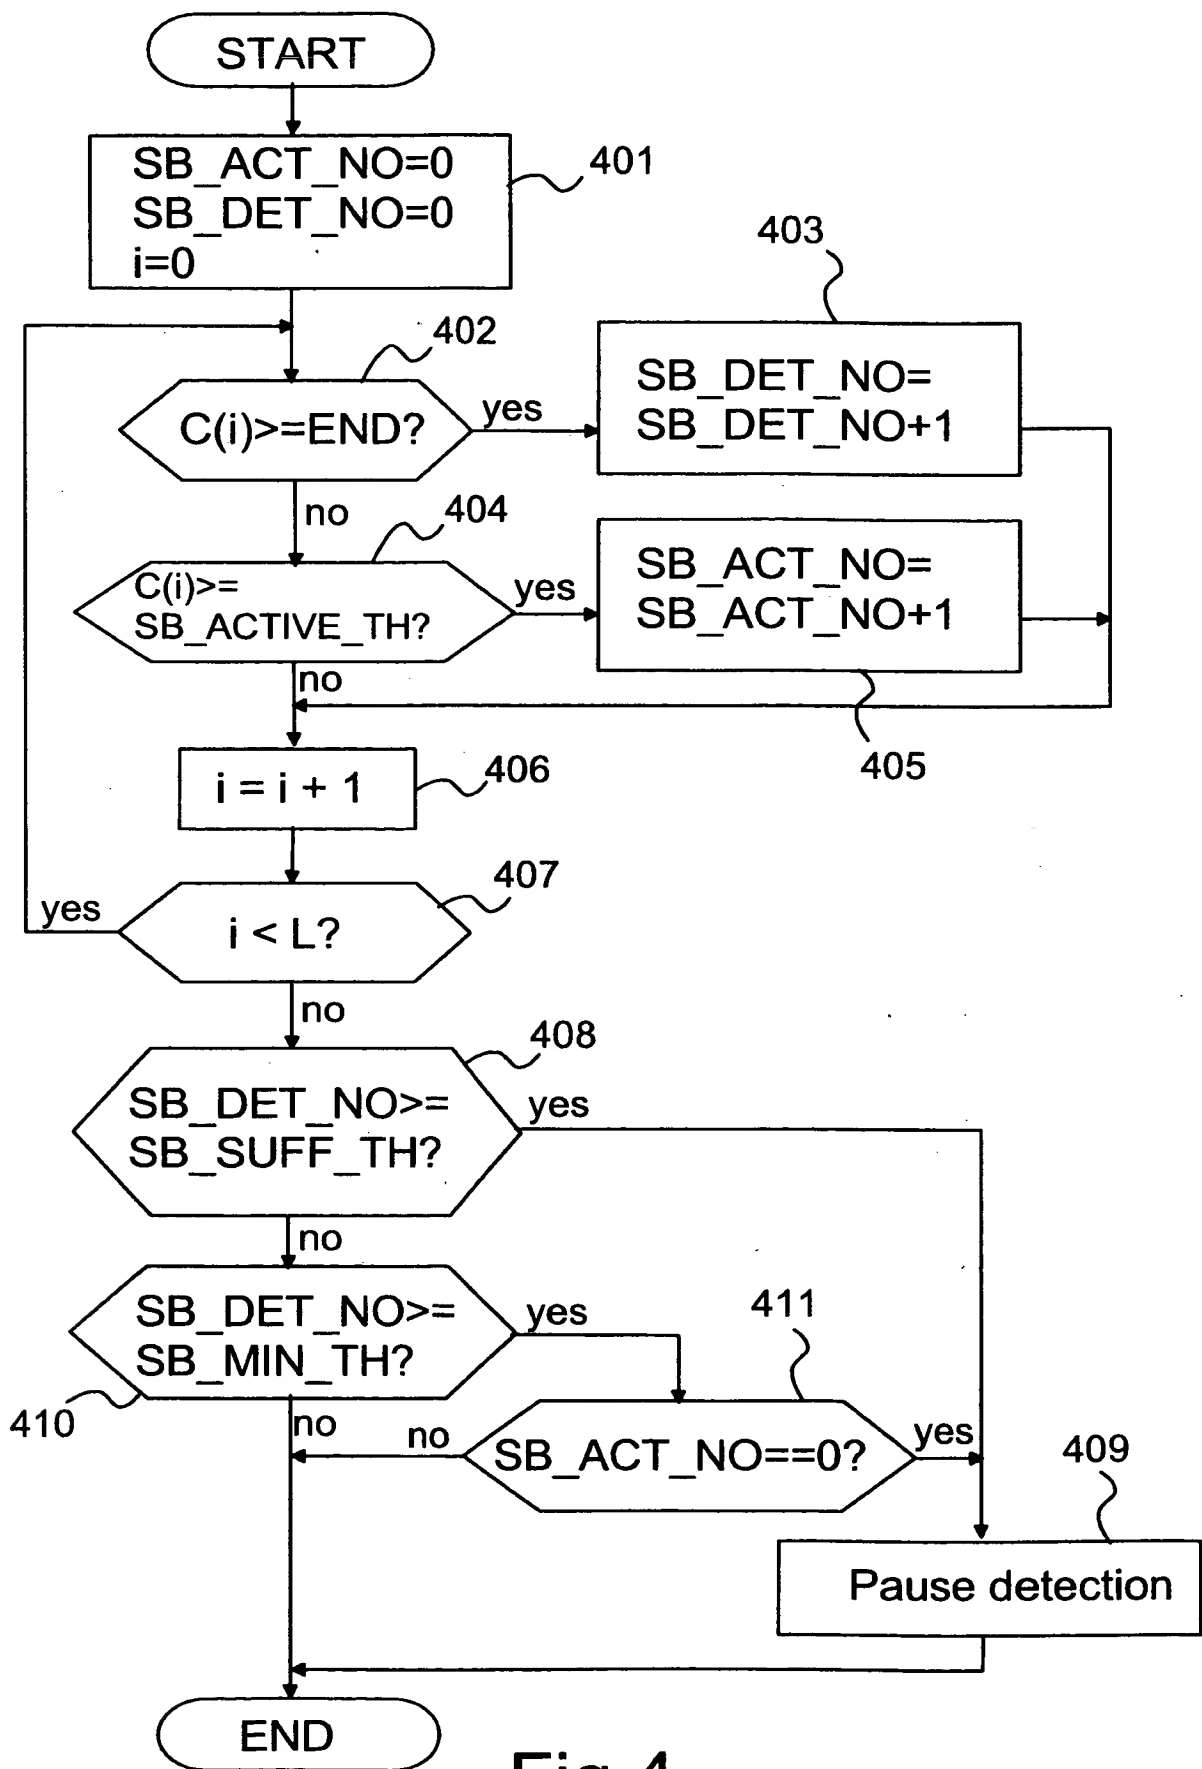 START
SB_ACT_NO=0
SB_DET_NO=0
i=0
401
402
C(i)>=END?
yes
no
403
SB_DET_NO=
SB_DET_NO+1
404
C(i)>=
SB_ACTIVE_TH?
yes
no
SB_ACT_NO=
SB_ACT_NO+1
405
i = i + 1
406
407
i < L?
yes
no
408
SB_DET_NO>=
SB_SUFF_TH?
yes
no
SB_DET_NO>=
SB_MIN_TH?
yes
410
no
411
SB_ACT_NO==0?
no
yes
409
Pause detection
END
Fig 4